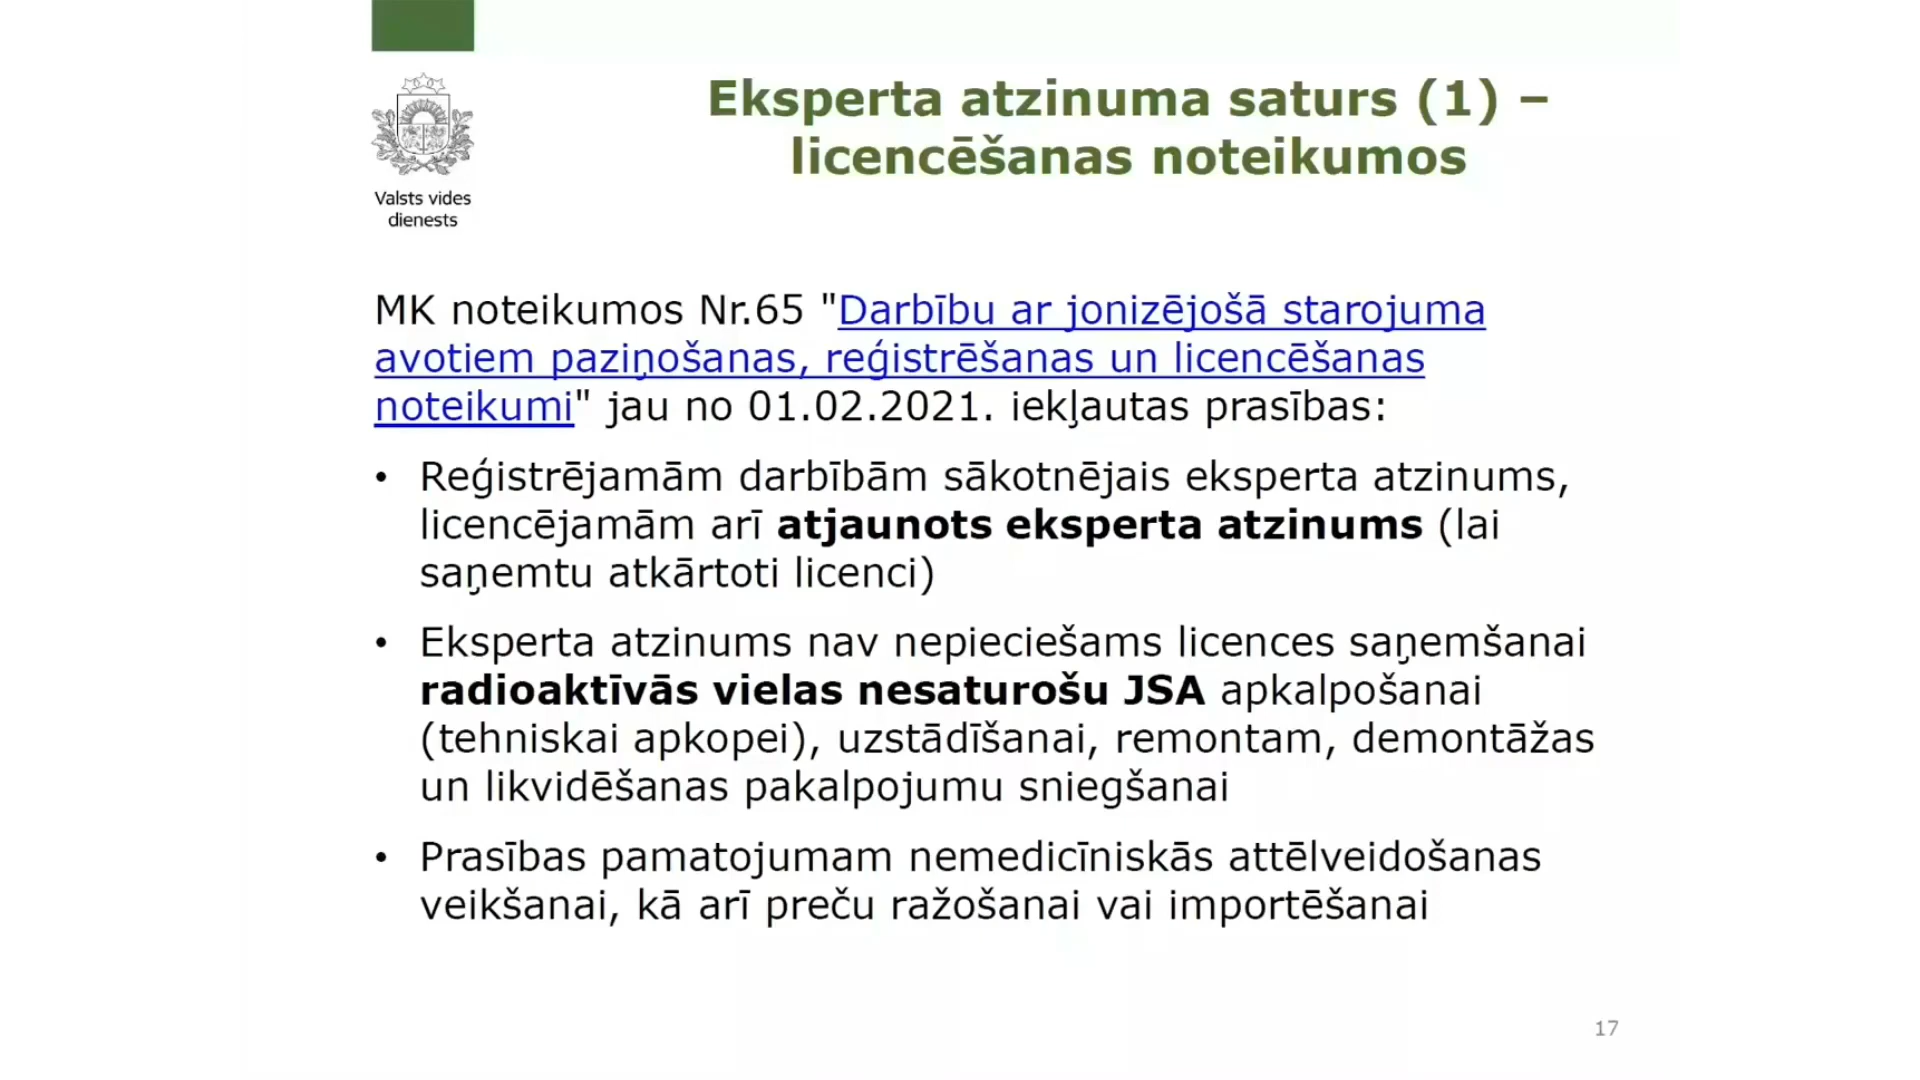 Valsts vides
dienests
Eksperta atzinuma saturs (1) –
licencēšanas noteikumos
MK noteikumos Nr.65 "Darbību ar jonizējošā starojuma
avotiem paziņošanas, reģistrēšanas un licencēšanas
noteikumi" jau no 01.02.2021. iekļautas prasības:
• Reģistrējamām darbībām sākotnējais eksperta atzinums,
licencējamām arī atjaunots eksperta atzinums (lai
saņemtu atkārtoti licenci)
• Eksperta atzinums nav nepieciešams licences saņemšanai
radioaktīvās vielas nesaturošu JSA apkalpošanai
(tehniskai apkopei), uzstādīšanai, remontam, demontāžas
un likvidēšanas pakalpojumu sniegšanai
• Prasības pamatojumam nemedicīniskās attēlveidošanas
veikšanai, kā arī preču ražošanai vai importēšanai
17